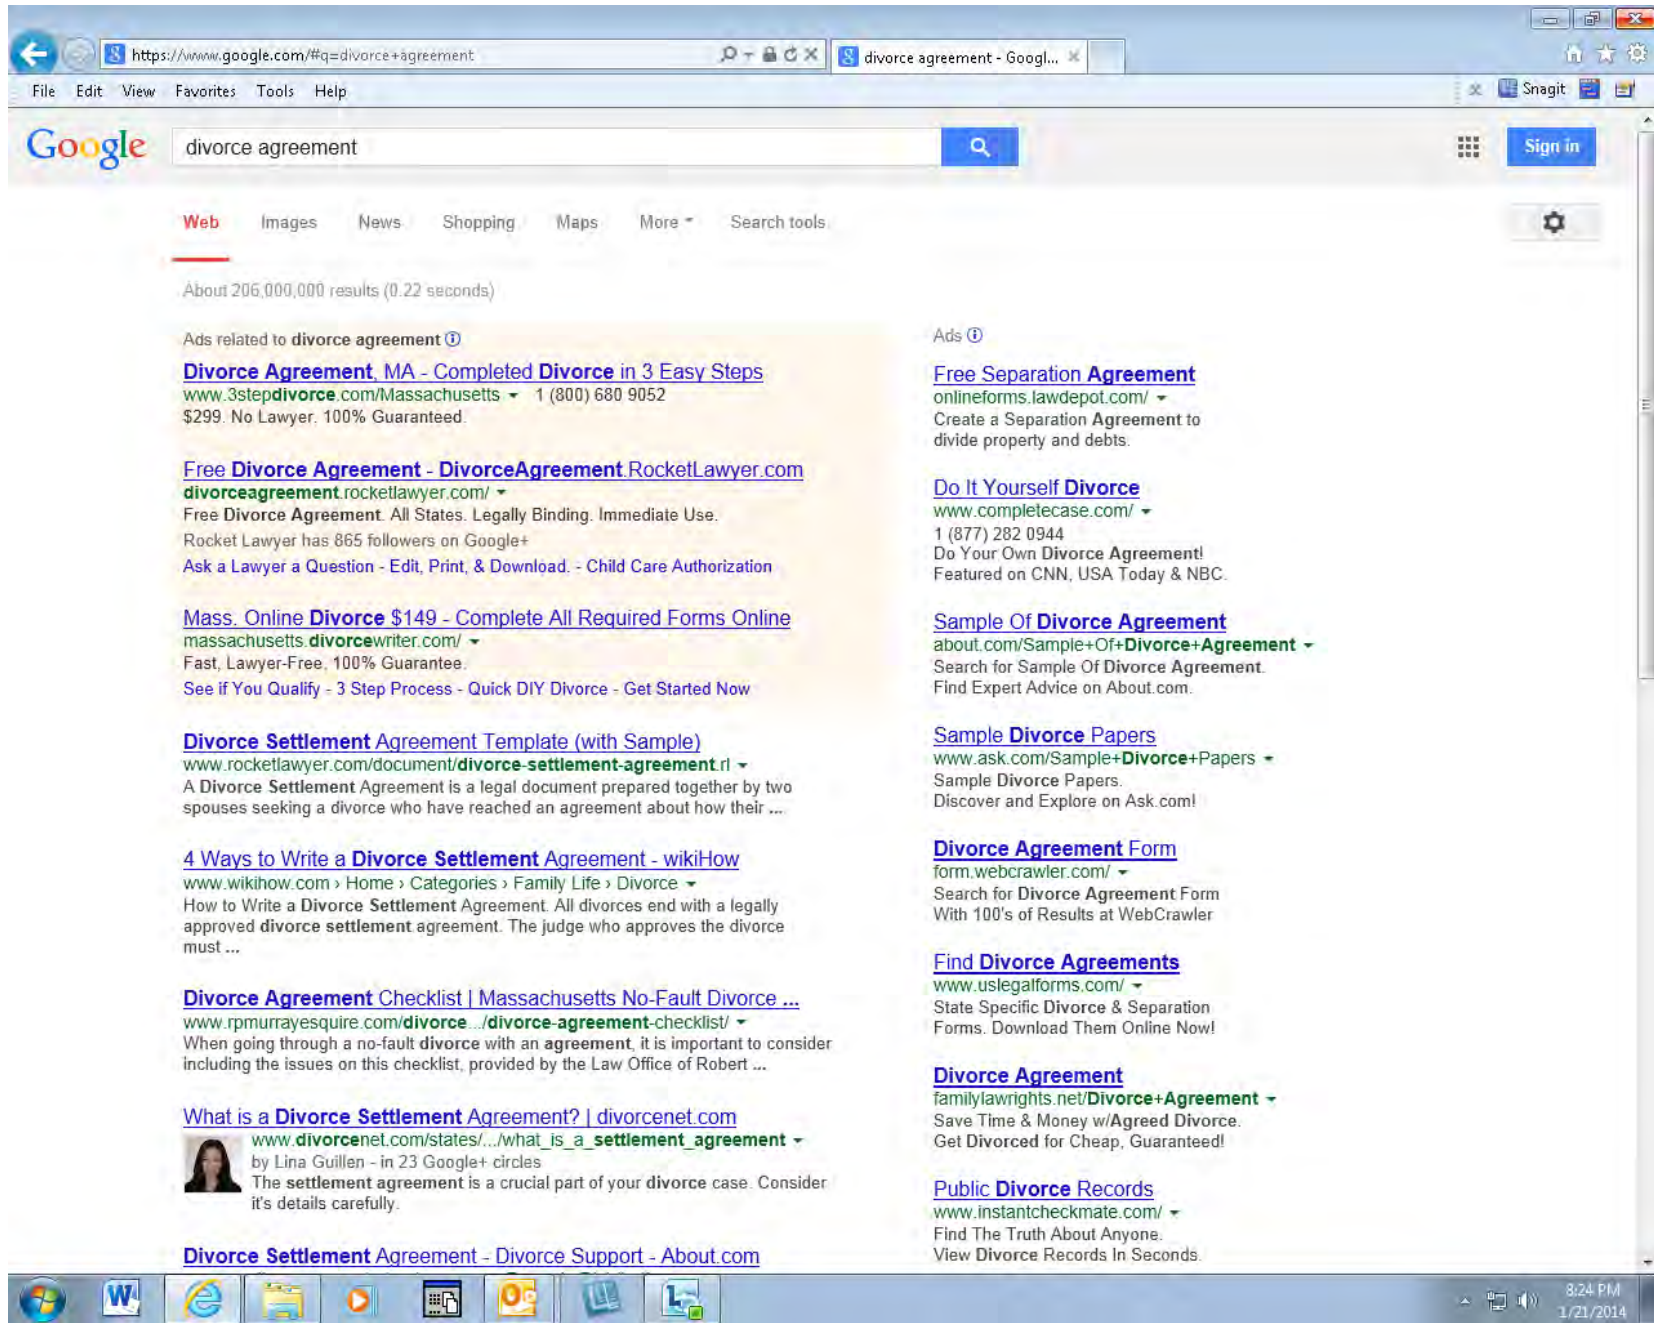 https://www.google.com/#q=divorce+agreement
divorce agreement - Googl...
File Edit View Favorites Tools Help
Snagit
Google
divorce agreement
Sign in
Web Images News Shopping Maps More Search tools
About 206,000,000 results (0.22 seconds)
Ads related to divorce agreement
Divorce Agreement, MA - Completed Divorce in 3 Easy Steps
www.3stepdivorce.com/Massachusetts 1 (800) 680 9052
$299. No Lawyer. 100% Guaranteed.
Free Divorce Agreement - DivorceAgreement.RocketLawyer.com
divorceagreement.rocketlawyer.com/
Free Divorce Agreement. All States. Legally Binding. Immediate Use.
Rocket Lawyer has 865 followers on Google+
Ask a Lawyer a Question - Edit, Print, & Download. - Child Care Authorization
Mass. Online Divorce $149 - Complete All Required Forms Online
massachusetts.divorcewriter.com/
Fast, Lawyer-Free, 100% Guarantee.
See if You Qualify - 3 Step Process - Quick DIY Divorce - Get Started Now
Divorce Settlement Agreement Template (with Sample)
www.rocketlawyer.com/document/divorce-settlement-agreement.rl
A Divorce Settlement Agreement is a legal document prepared together by two
spouses seeking a divorce who have reached an agreement about how their ...
4 Ways to Write a Divorce Settlement Agreement - wikiHow
www.wikihow.com › Home › Categories › Family Life › Divorce
How to Write a Divorce Settlement Agreement. All divorces end with a legally
approved divorce settlement agreement. The judge who approves the divorce
must ...
Divorce Agreement Checklist | Massachusetts No-Fault Divorce ...
www.rpmurrayesquire.com/divorce.../divorce-agreement-checklist/
When going through a no-fault divorce with an agreement, it is important to consider
including the issues on this checklist, provided by the Law Office of Robert ...
What is a Divorce Settlement Agreement? | divorcenet.com
www.divorcenet.com/states/.../what_is_a_settlement_agreement
by Lina Guillen - in 23 Google+ circles
The settlement agreement is a crucial part of your divorce case. Consider
it's details carefully.
Divorce Settlement Agreement - Divorce Support - About.com
Ads
Free Separation Agreement
onlineforms.lawdepot.com/
Create a Separation Agreement to
divide property and debts.
Do It Yourself Divorce
www.completecase.com/
1 (877) 282 0944
Do Your Own Divorce Agreement!
Featured on CNN, USA Today & NBC.
Sample Of Divorce Agreement
about.com/Sample+Of+Divorce+Agreement
Search for Sample Of Divorce Agreement.
Find Expert Advice on About.com.
Sample Divorce Papers
www.ask.com/Sample+Divorce+Papers
Sample Divorce Papers.
Discover and Explore on Ask.com!
Divorce Agreement Form
form.webcrawler.com/
Search for Divorce Agreement Form
With 100's of Results at WebCrawler
Find Divorce Agreements
www.uslegalforms.com/
State Specific Divorce & Separation
Forms. Download Them Online Now!
Divorce Agreement
familylawrights.net/Divorce+Agreement
Save Time & Money w/Agreed Divorce.
Get Divorced for Cheap, Guaranteed!
Public Divorce Records
www.instantcheckmate.com/
Find The Truth About Anyone.
View Divorce Records In Seconds.
8:24 PM
1/21/2014